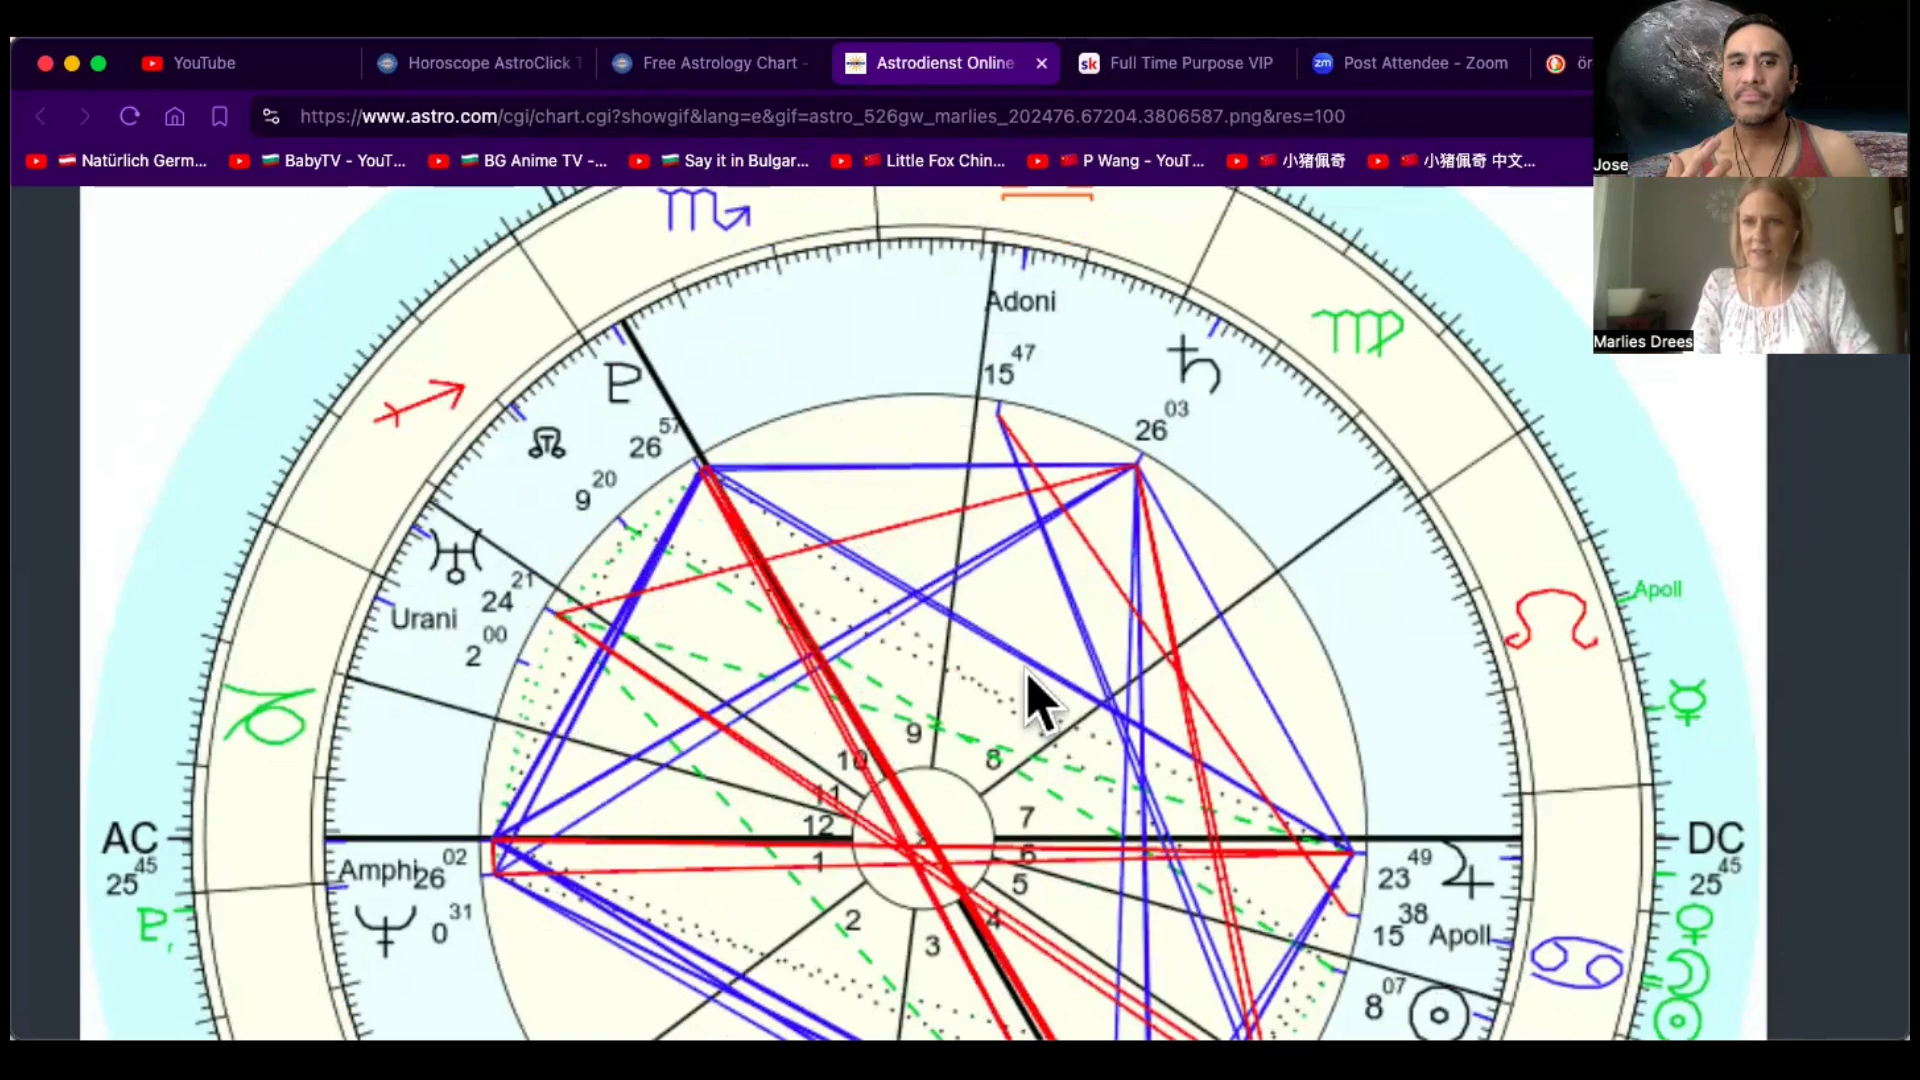 YouTube
Horoscope AstroClick T
Free Astrology Chart -
Astrodienst Online
Full Time Purpose VIP
zm Post Attendee - Zoom
ör
https://www.astro.com/cgi/chart.cgi?showgif&lang=e&gif=astro_526gw_marlies_202476.67204.3806587.png&res=100
Natürlich Germ...
BabyTV - YouT...
BG Anime TV -...
Say it in Bulgar...
Little Fox Chin...
P Wang - YouT...
小猪佩奇
小猪佩奇 中文...
Jose
Marlies Drees
Adoni
15 47
26 03
26 57
9 20
24 21
Urani
2 00
Apoll
9
10
8
11
12
7
AC
25 45
1
6
5
2
3
4
Amphi
26 02
0 31
DC
25 45
23 49
15 38 Apoll
8 07